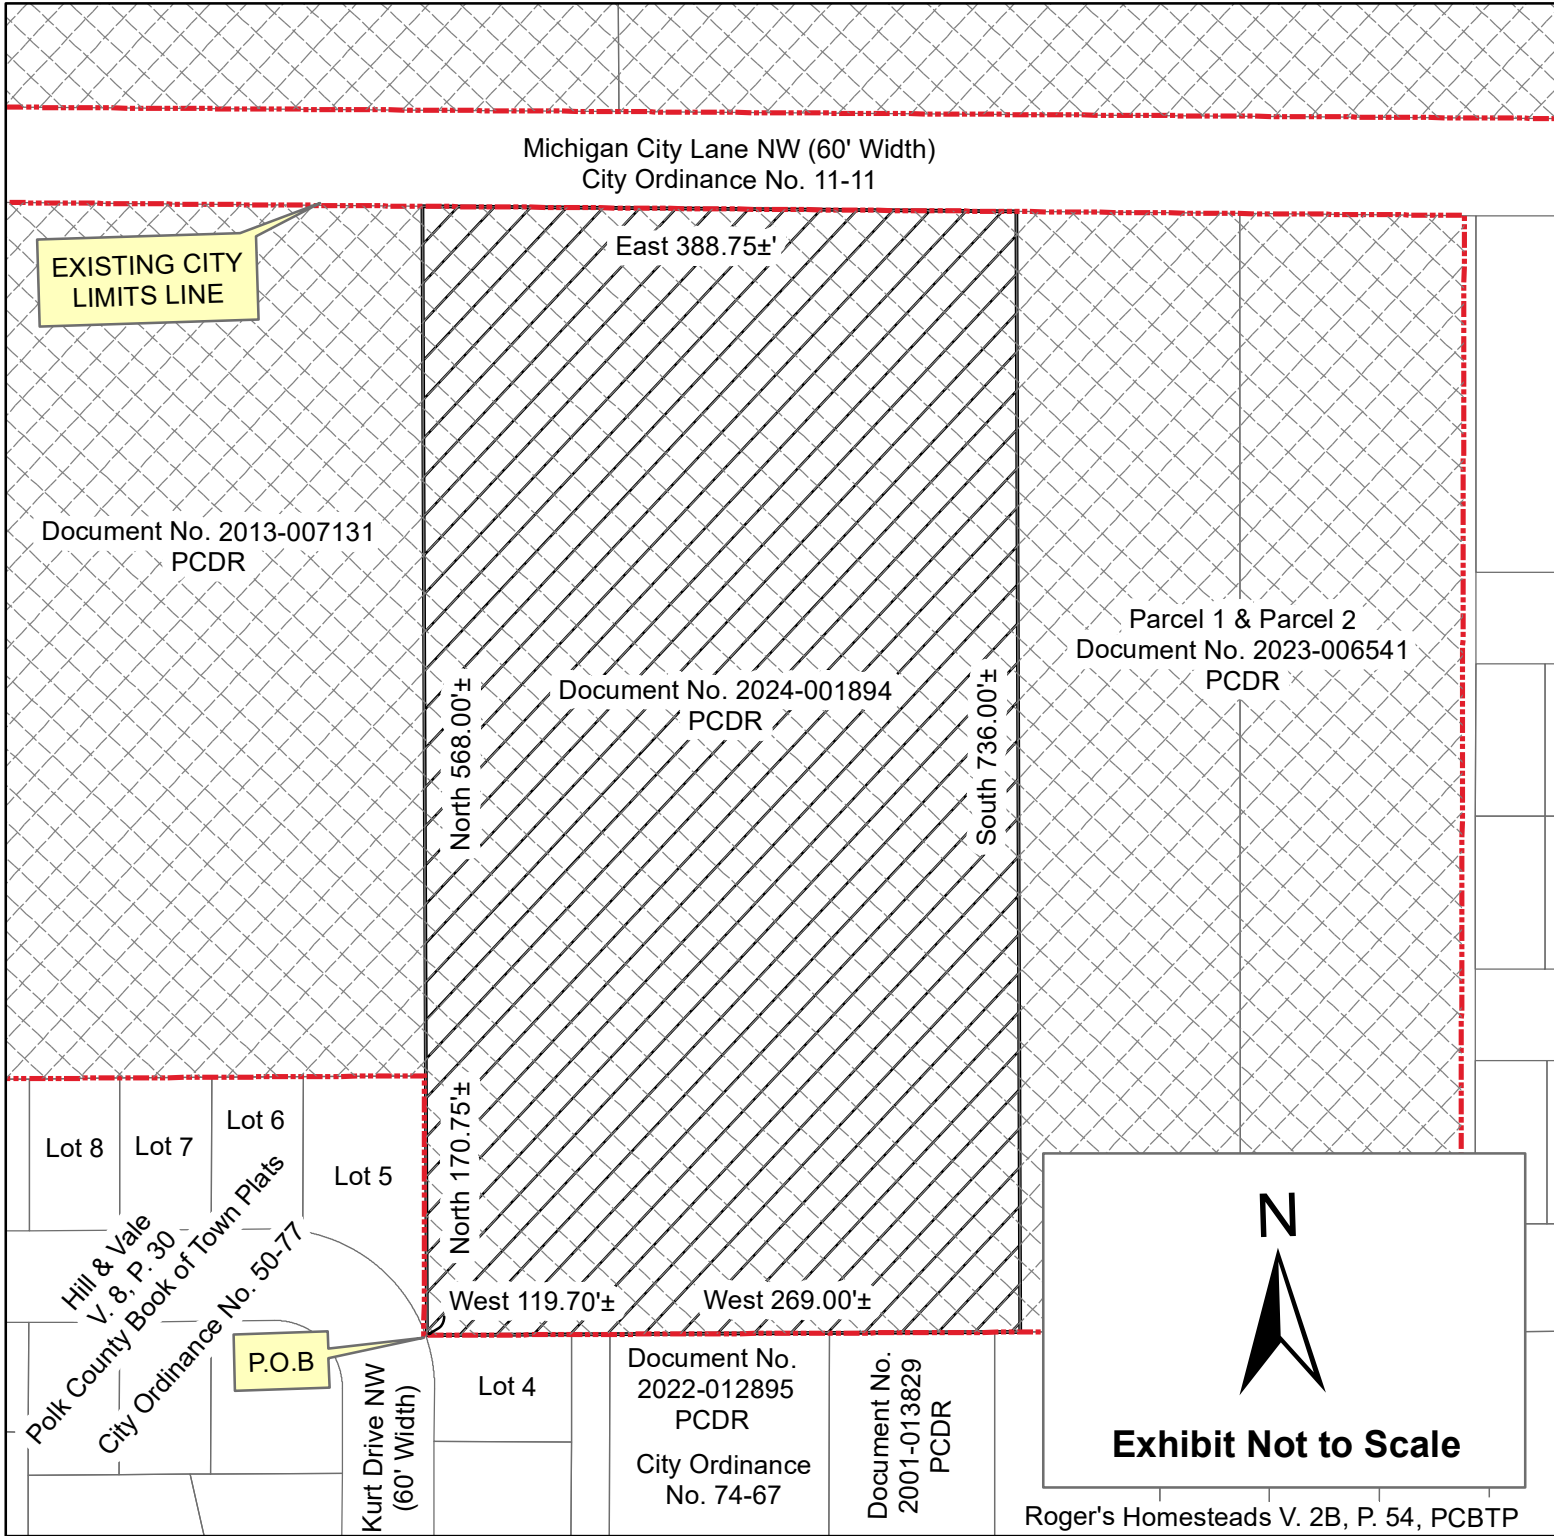 Michigan City Lane NW (60' Width)
City Ordinance No. 11-11
EXISTING CITY
LIMITS LINE
East 388.75±'
Document No. 2013-007131
PCDR
Parcel 1 & Parcel 2
Document No. 2023-006541
PCDR
Document No. 2024-001894
PCDR
North 568.00'±
South 736.00'±
North 170.75'±
Lot 8
Lot 7
Lot 6
Lot 5
Hill & Vale
V. 8, P. 30
Polk County Book of Town Plats
City Ordinance No. 50-77
West 119.70'±
West 269.00'±
P.O.B
Kurt Drive NW
(60' Width)
Lot 4
Document No.
2022-012895
PCDR
City Ordinance
No. 74-67
Document No.
2001-013829
PCDR
N
Exhibit Not to Scale
Roger's Homesteads V. 2B, P. 54, PCBTP